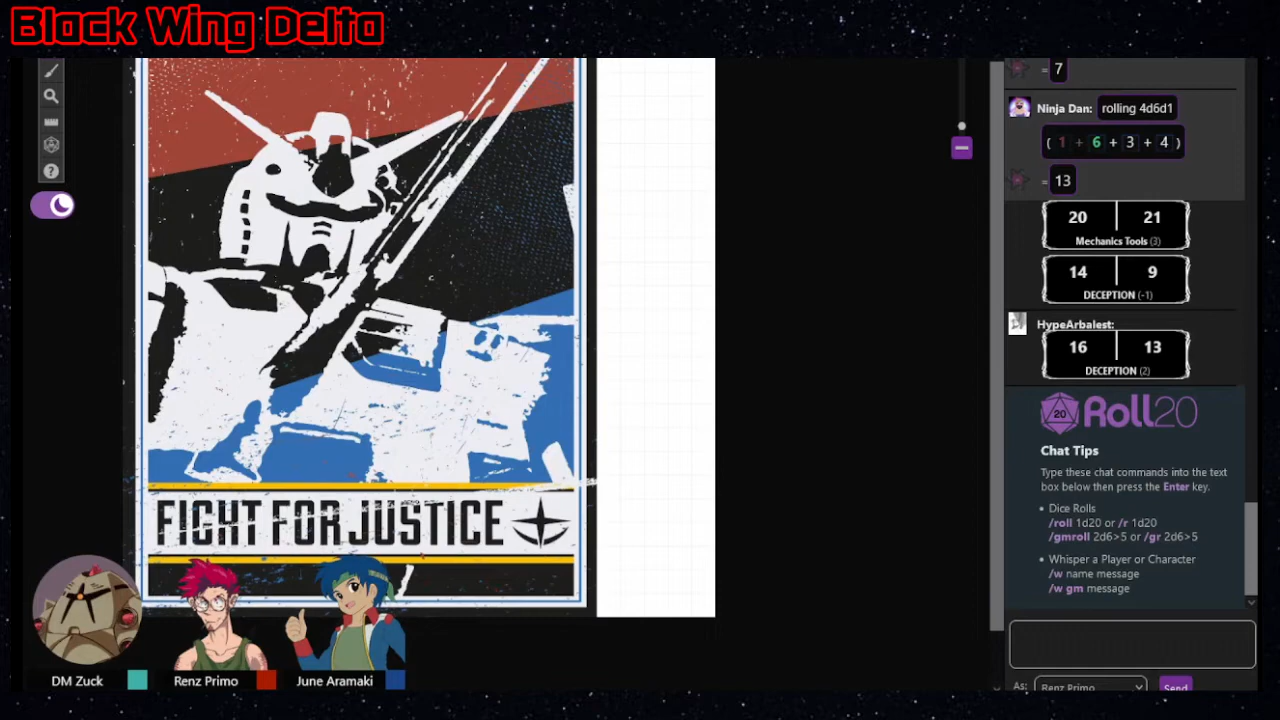 Black Wing Delta
= 7
Ninja Dan: rolling 4d6d1
( 1 + 6 + 3 + 4 )
= 13
20 21
Mechanics Tools (3)
14 9
DECEPTION (-1)
HypeArbalest:
16 13
DECEPTION (2)
20 Roll20
Chat Tips
Type these chat commands into the text
box below then press the Enter key.
• Dice Rolls
/roll 1d20 or /r 1d20
/gmroll 2d6>5 or /gr 2d6>5
• Whisper a Player or Character
/w name message
/w gm message
As: Renz Primo Send
FIGHT FOR JUSTICE
DM Zuck Renz Primo June Aramaki